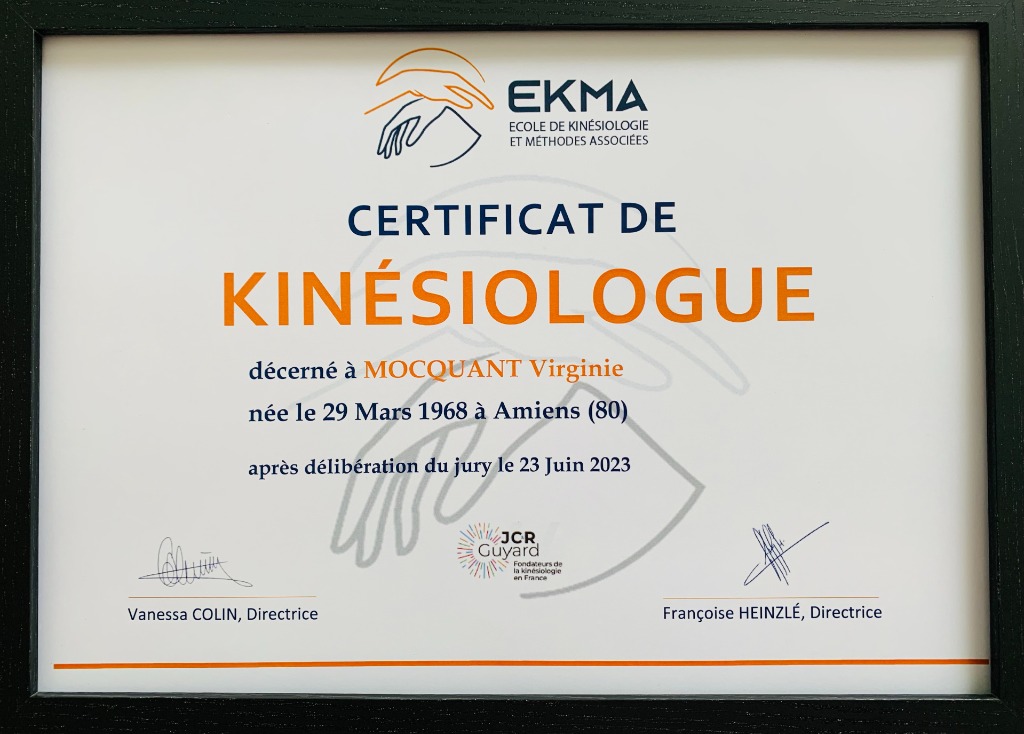 EKMA
ECOLE DE KINÉSIOLOGIE
ET MÉTHODES ASSOCIÉES
CERTIFICAT DE
KINÉSIOLOGUE
décerné à MOCQUANT Virginie
née le 29 Mars 1968 à Amiens (80)
après délibération du jury le 23 Juin 2023
JCR
Guyard
Fondateurs de
la kinésiologie
en France
Vanessa COLIN, Directrice
Françoise HEINZLÉ, Directrice